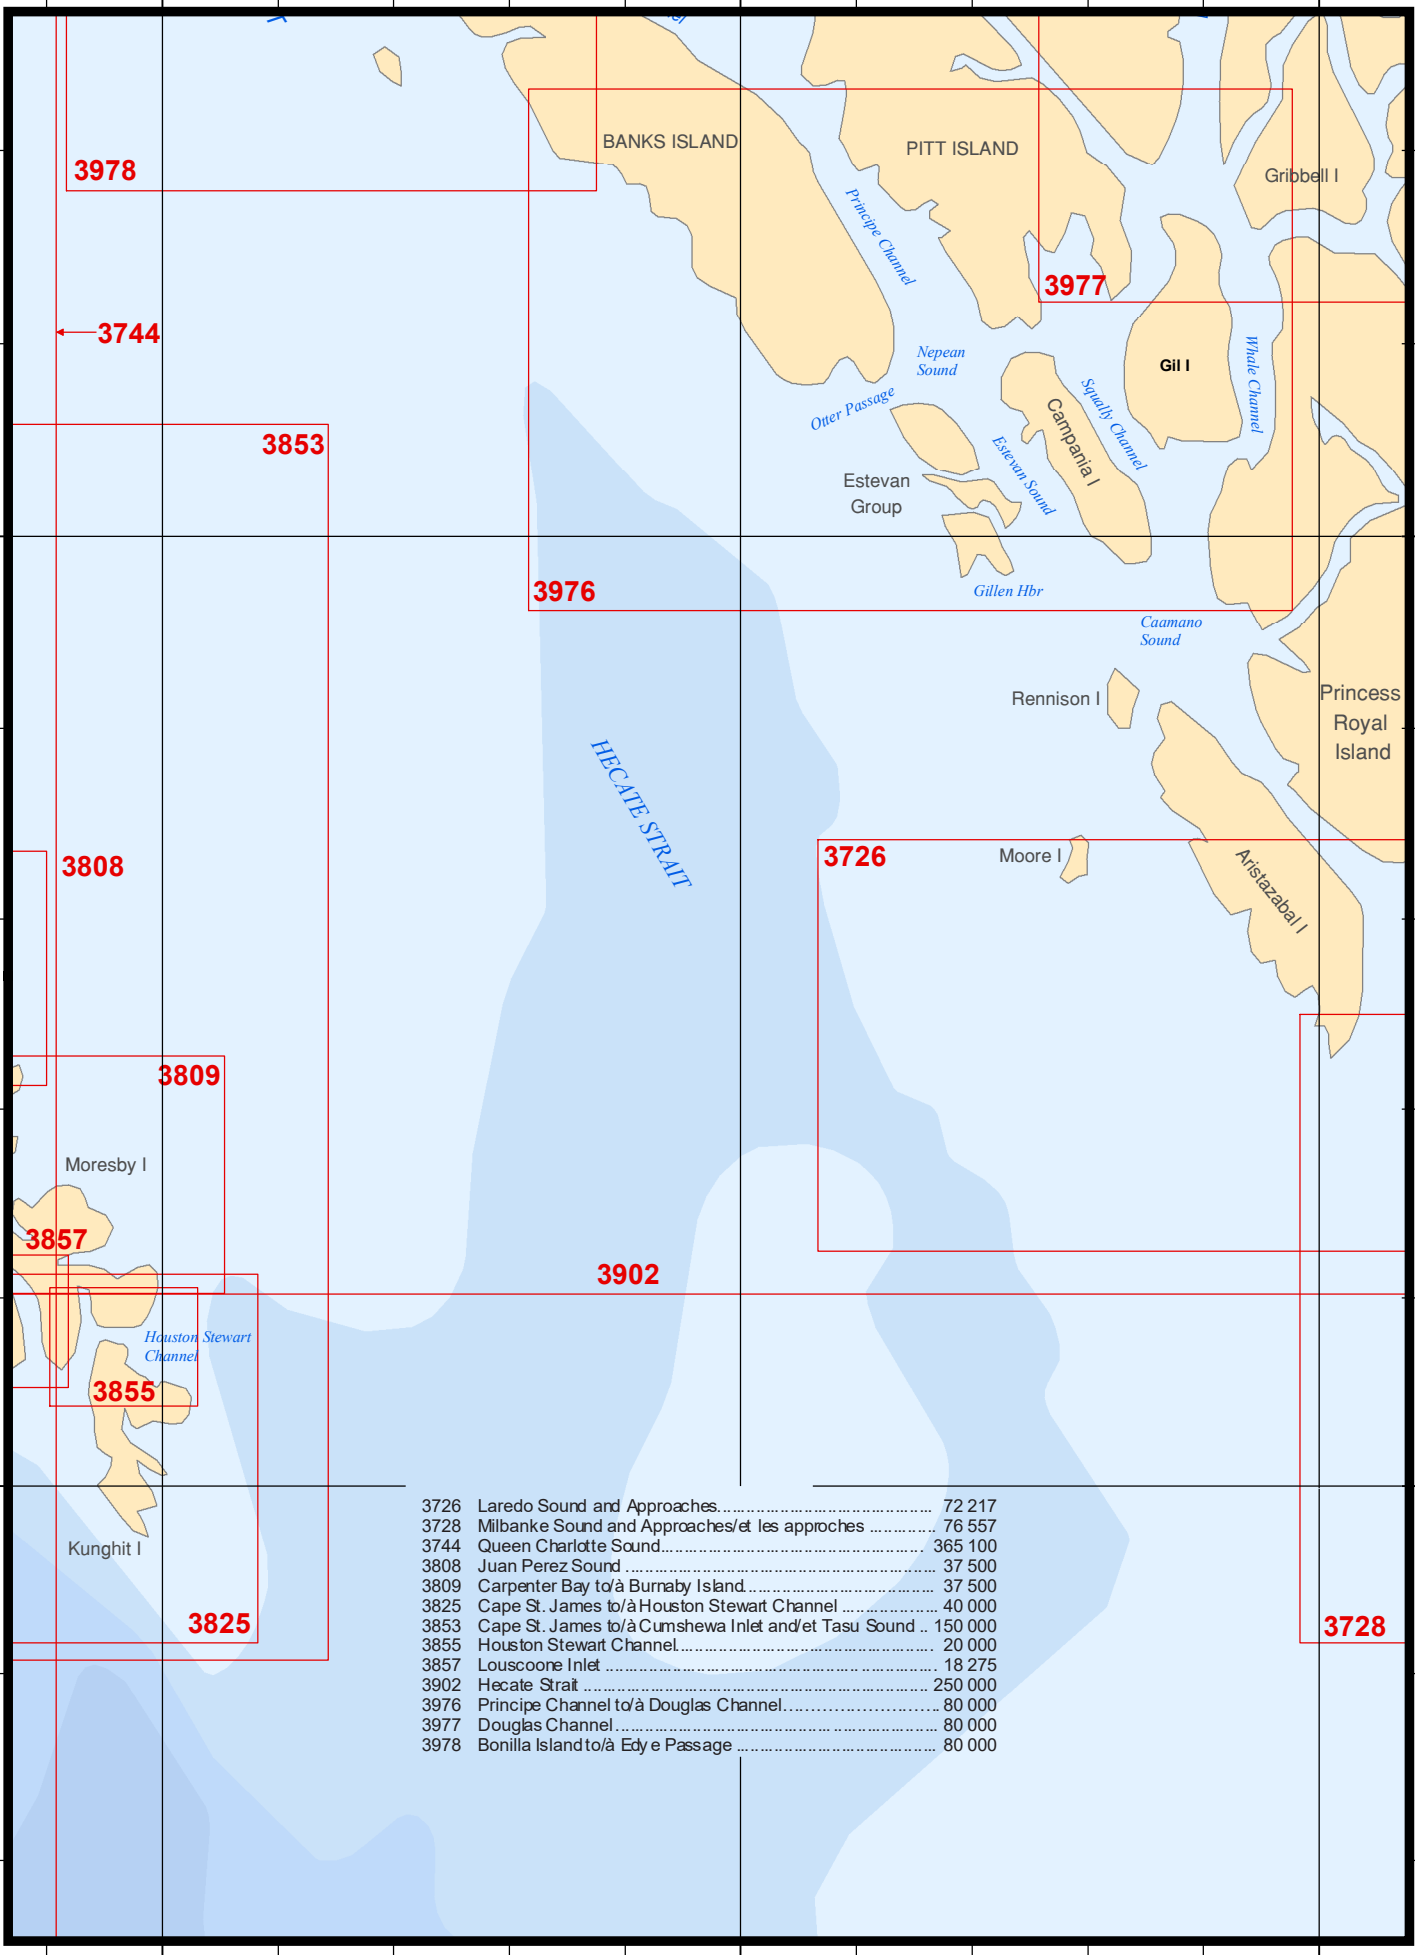 BANKS ISLAND
PITT ISLAND
3978
Gribbell I
Principe Channel
3977
3744
Nepean
Sound
Whale Channel
Gil I
Otter Passage
Squally Channel
Campania I
3853
Estevan Sound
Estevan
Group
3976
Gillen Hbr
Caamano
Sound
Rennison I
Princess
Royal
Island
HECATE STRAIT
3808
3726
Moore I
Aristazabal I
3809
Moresby I
3857
3902
Houston Stewart
Channel
3855
Kunghit I
3825
3728
3726 Laredo Sound and Approaches 72 217
3728 Milbanke Sound and Approaches/et les approches 76 557
3744 Queen Charlotte Sound 365 100
3808 Juan Perez Sound 37 500
3809 Carpenter Bay to/à Burnaby Island 37 500
3825 Cape St. James to/à Houston Stewart Channel 40 000
3853 Cape St. James to/à Cumshewa Inlet and/et Tasu Sound 150 000
3855 Houston Stewart Channel 20 000
3857 Louscoone Inlet 18 275
3902 Hecate Strait 250 000
3976 Principe Channel to/à Douglas Channel 80 000
3977 Douglas Channel 80 000
3978 Bonilla Island to/à Edye Passage 80 000